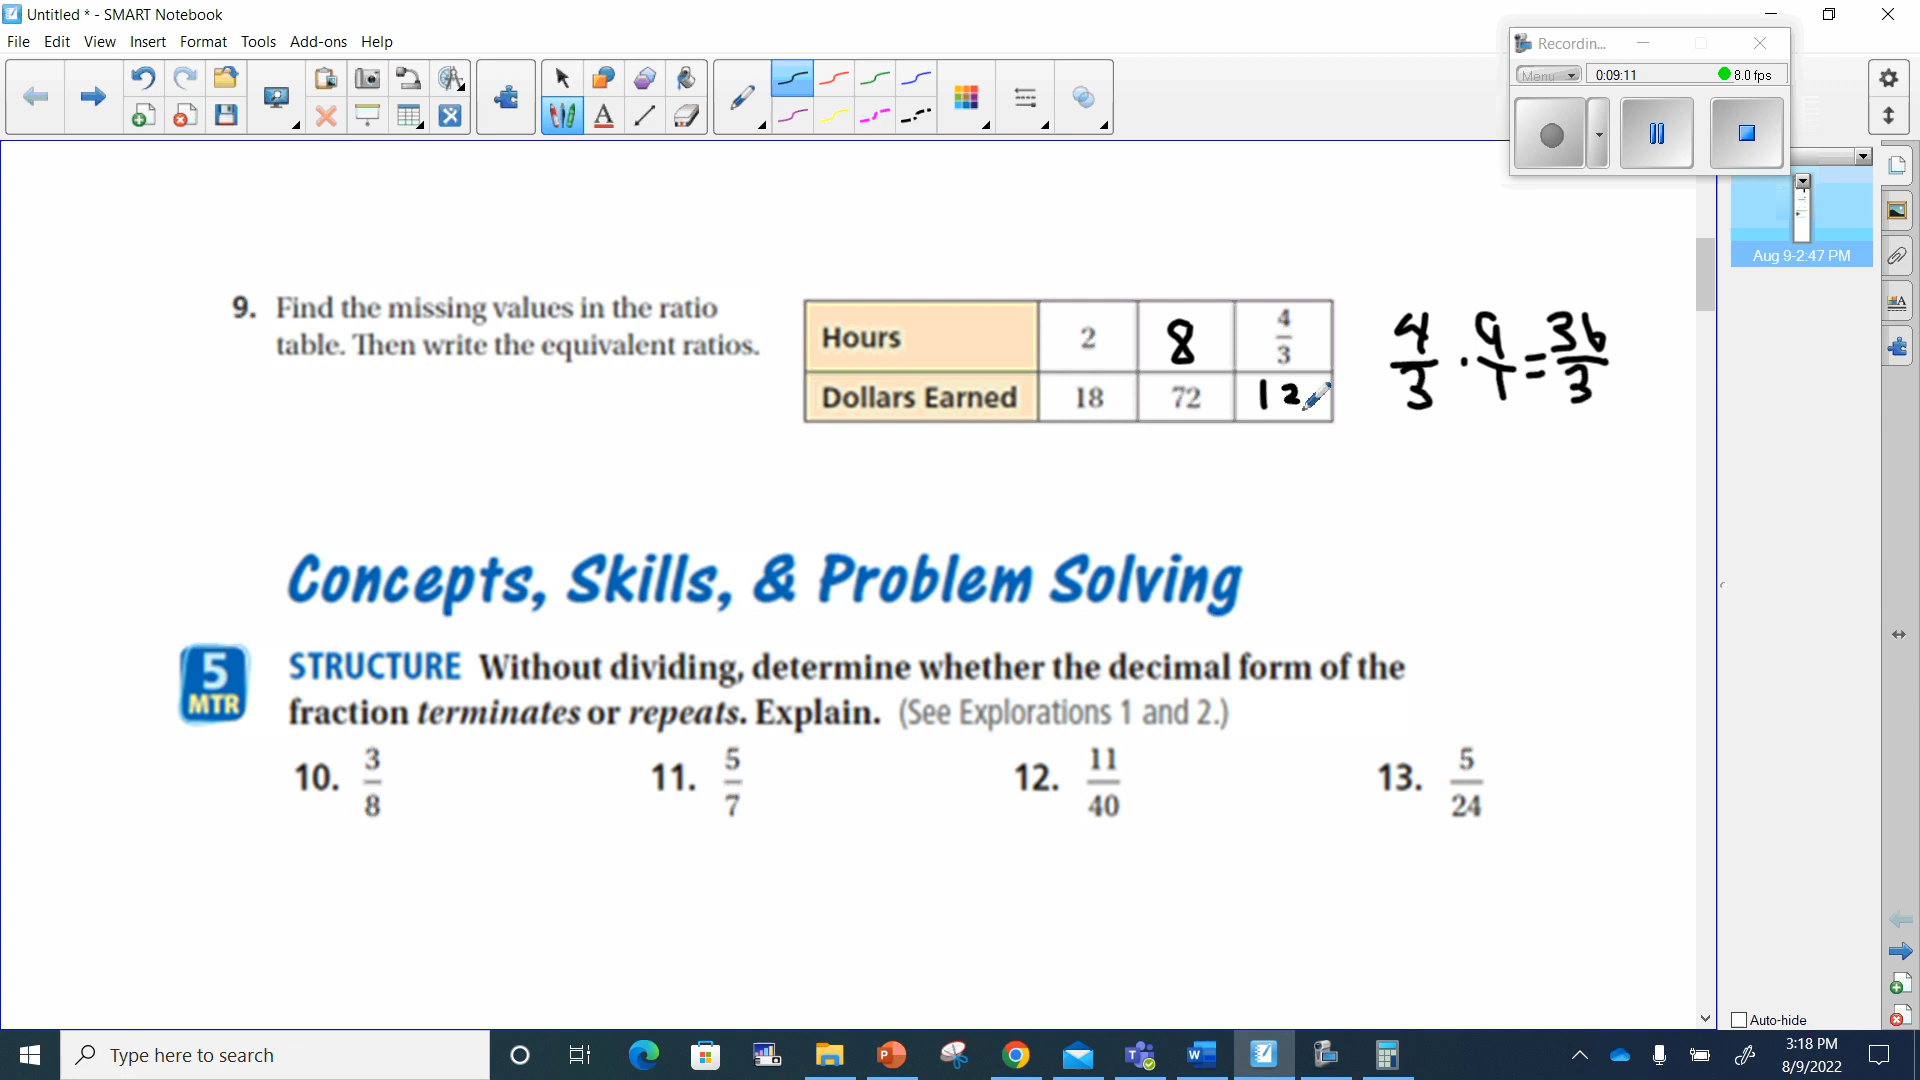 Untitled * - SMART Notebook
File Edit View Insert Format Tools Add-ons Help
Recordin...
Menu 0:09:11 8.0 fps
Aug 9-2:47 PM
9. Find the missing values in the ratio
table. Then write the equivalent ratios.
Hours 2 8 4/3
Dollars Earned 18 72 12
4/3 · 9/1 = 36/3
Concepts, Skills, & Problem Solving
5
MTR
STRUCTURE Without dividing, determine whether the decimal form of the
fraction terminates or repeats. Explain. (See Explorations 1 and 2.)
10. 3/8 11. 5/7 12. 11/40 13. 5/24
Auto-hide
Type here to search
3:18 PM
8/9/2022